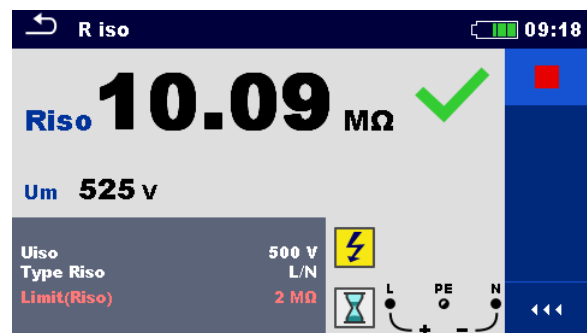 R iso
09:18
Riso 10.09 MΩ
Um 525 V
Uiso 500 V
Type Riso L/N
Limit(Riso) 2 MΩ
L PE N
+ -